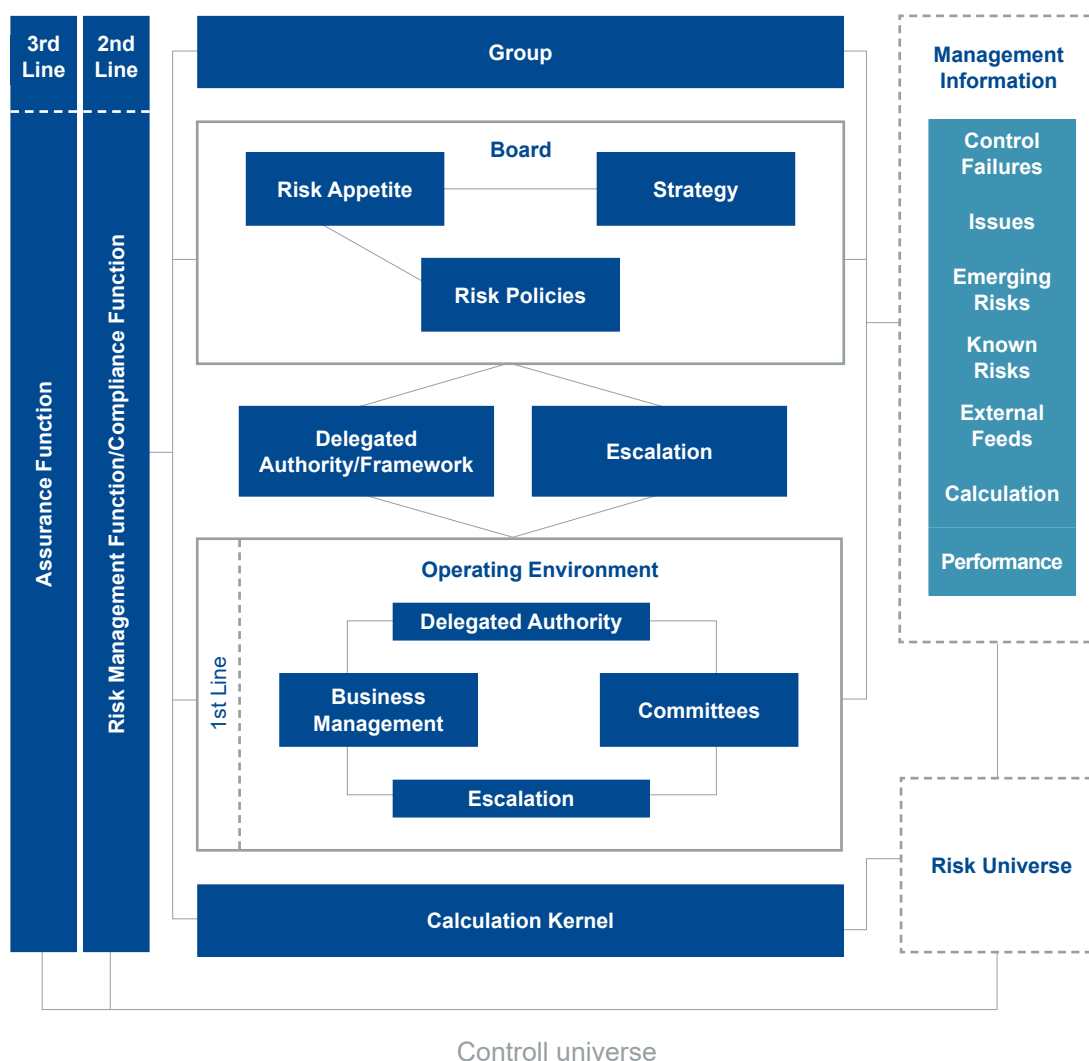 3rd
Line
2nd
Line
Assurance Function
Risk Management Function/Compliance Function
Group
Board
Risk Appetite
Strategy
Risk Policies
Delegated
Authority/Framework
Escalation
1st Line
Operating Environment
Delegated Authority
Business
Management
Committees
Escalation
Calculation Kernel
Management
Information
Control
Failures
Issues
Emerging
Risks
Known
Risks
External
Feeds
Calculation
Performance
Risk Universe
Controll universe